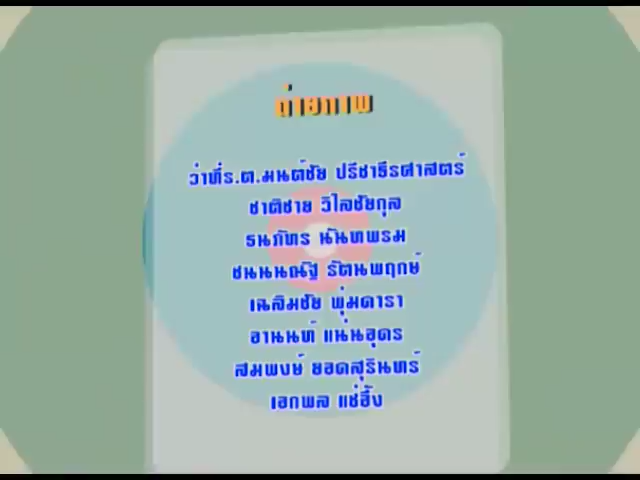 ถ่ายภาพ
ว่าที่ร.ต.มนต์ชัย ปรีชาธีรศาสตร์
ชาติชาย วิไลชัยกุล
ธนภัทร นันทพรม
ชนนนณัฐ รัตนพฤกษ์
เฉลิมชัย พุ่มดารา
อานนท์ แน่นอุดร
สมพงษ์ ยอดสุรินทร์
เอกพล แซ่ฮึ้ง